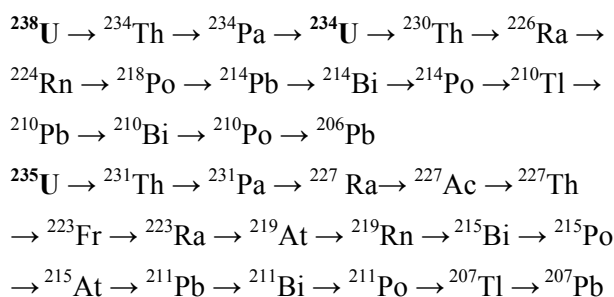 ²³⁸U → ²³⁴Th → ²³⁴Pa → ²³⁴U → ²³⁰Th → ²²⁶Ra →
²²⁴Rn → ²¹⁸Po → ²¹⁴Pb → ²¹⁴Bi → ²¹⁴Po → ²¹⁰Tl →
²¹⁰Pb → ²¹⁰Bi → ²¹⁰Po → ²⁰⁶Pb
²³⁵U → ²³¹Th → ²³¹Pa → ²²⁷ Ra → ²²⁷Ac → ²²⁷Th
→ ²²³Fr → ²²³Ra → ²¹⁹At → ²¹⁹Rn → ²¹⁵Bi → ²¹⁵Po
→ ²¹⁵At → ²¹¹Pb → ²¹¹Bi → ²¹¹Po → ²⁰⁷Tl → ²⁰⁷Pb